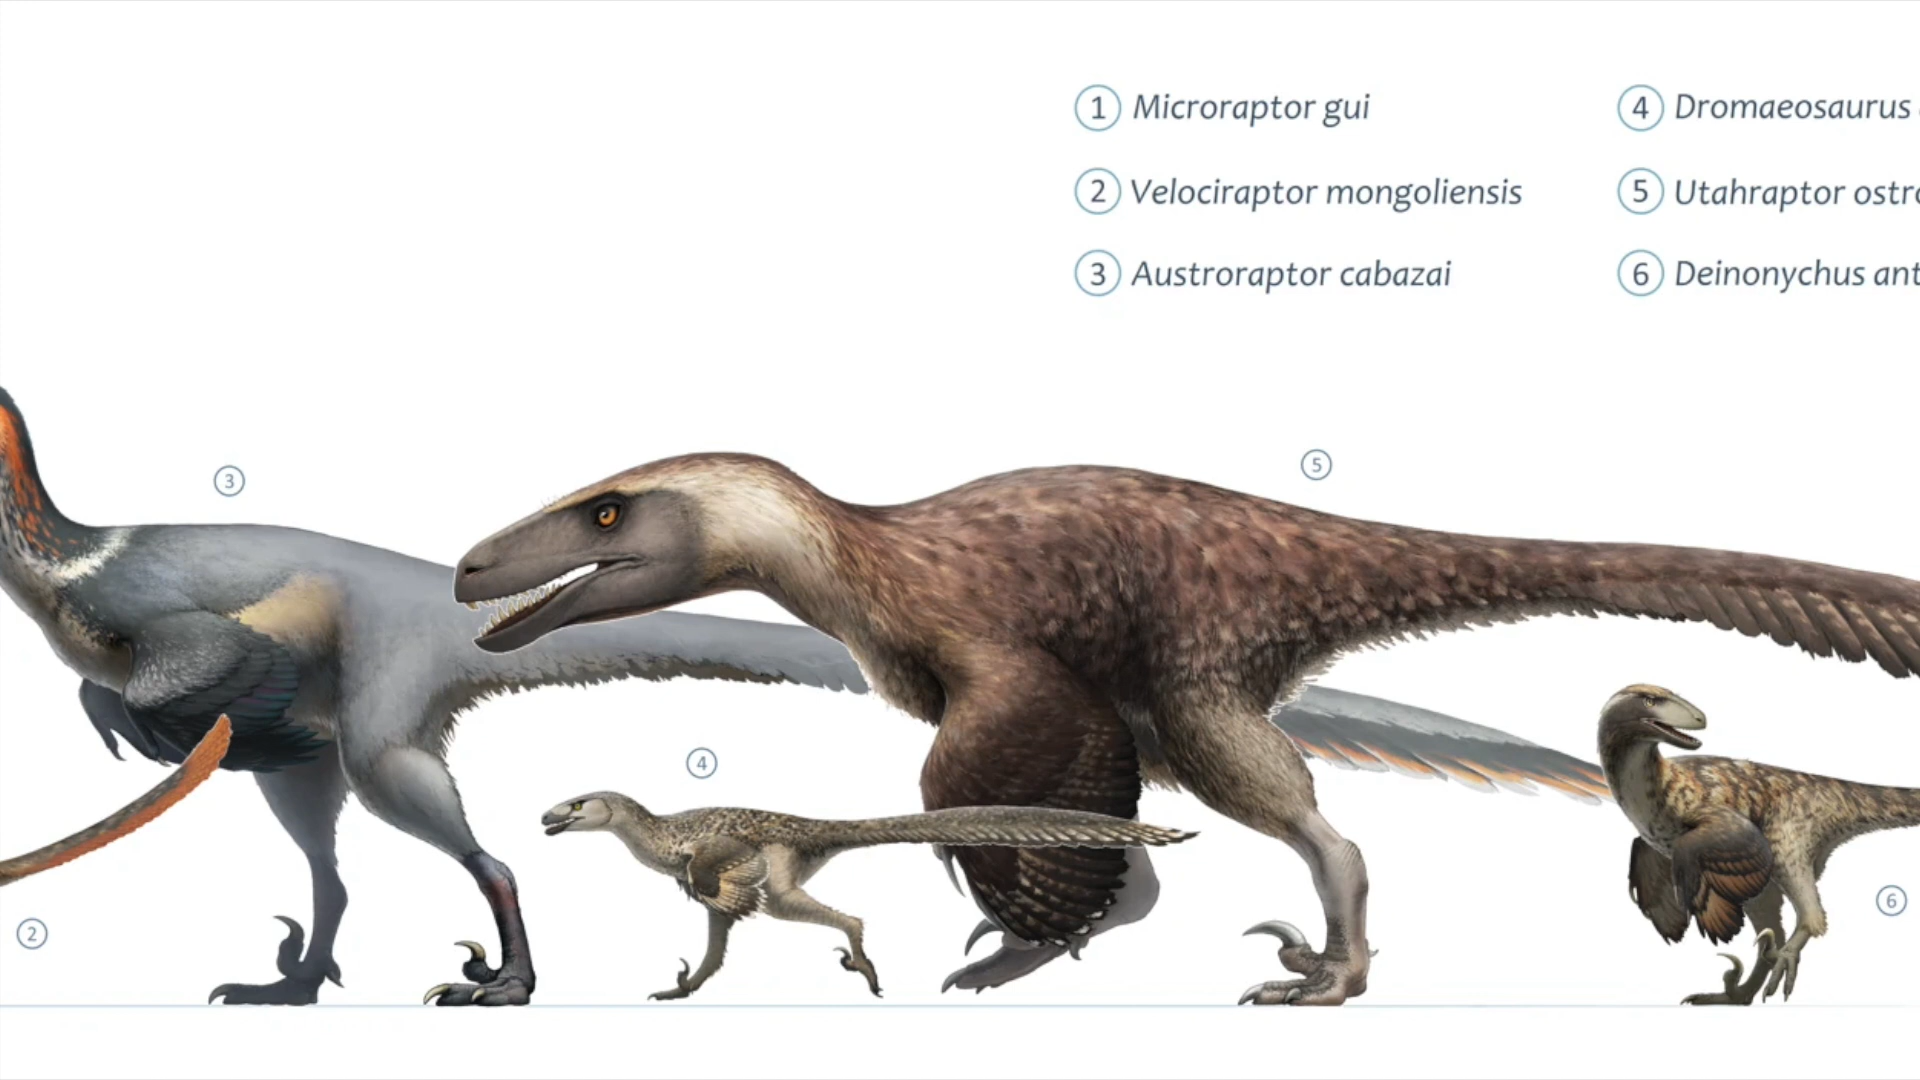 1 Microraptor gui
2 Velociraptor mongoliensis
3 Austroraptor cabazai
4 Dromaeosaurus
5 Utahraptor
6 Deinonychus
3
5
4
6
2